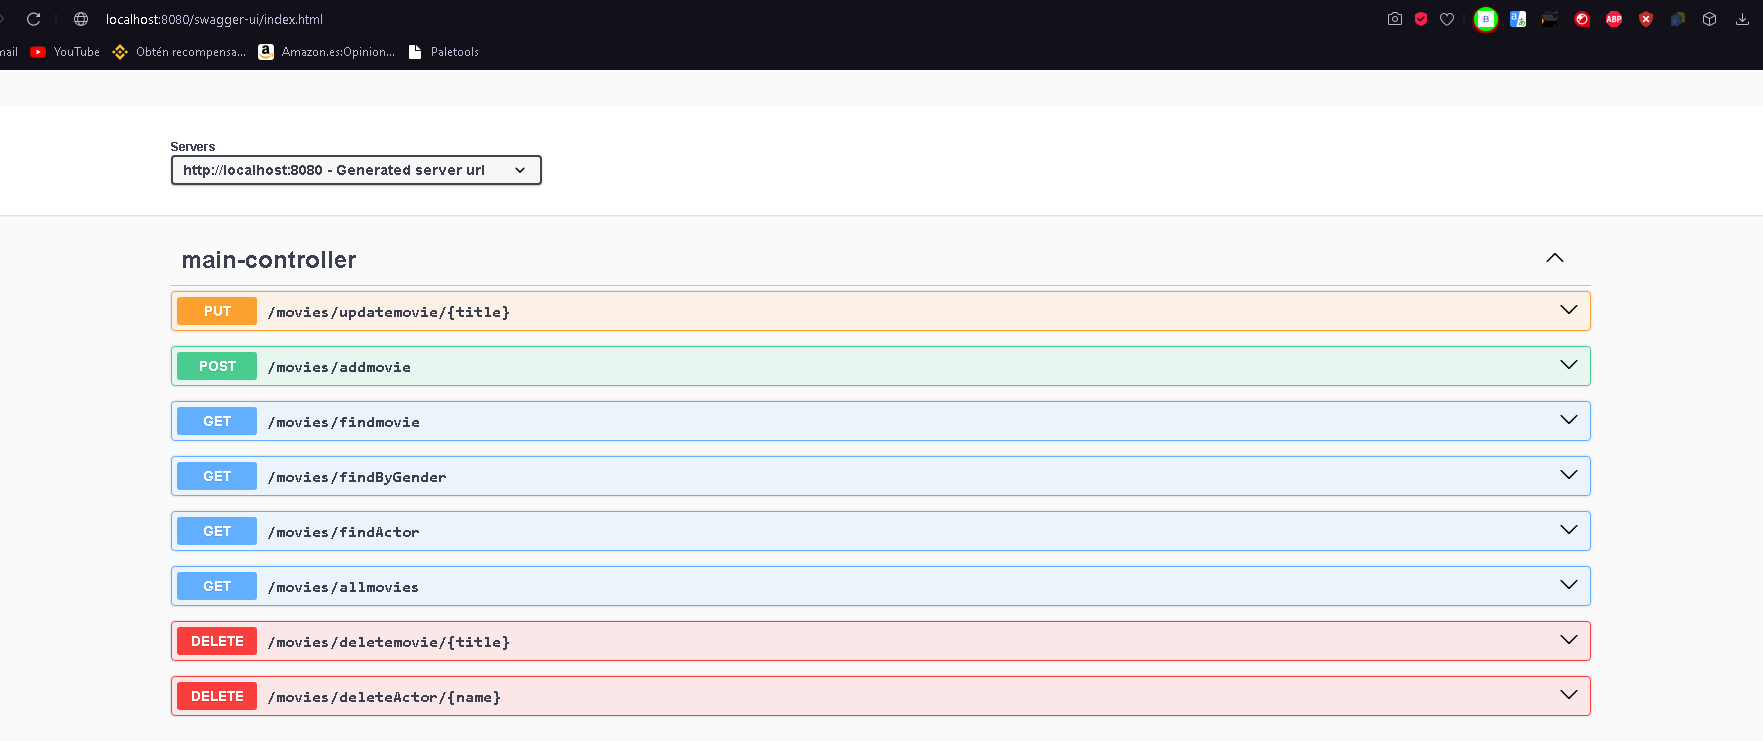 localhost:8080/swagger-ui/index.html
mail YouTube Obtén recompensa... Amazon.es:Opinion... Paletools
Servers
http://localhost:8080 - Generated server url
main-controller
PUT /movies/updatemovie/{title}
POST /movies/addmovie
GET /movies/findmovie
GET /movies/findByGender
GET /movies/findActor
GET /movies/allmovies
DELETE /movies/deletemovie/{title}
DELETE /movies/deleteActor/{name}